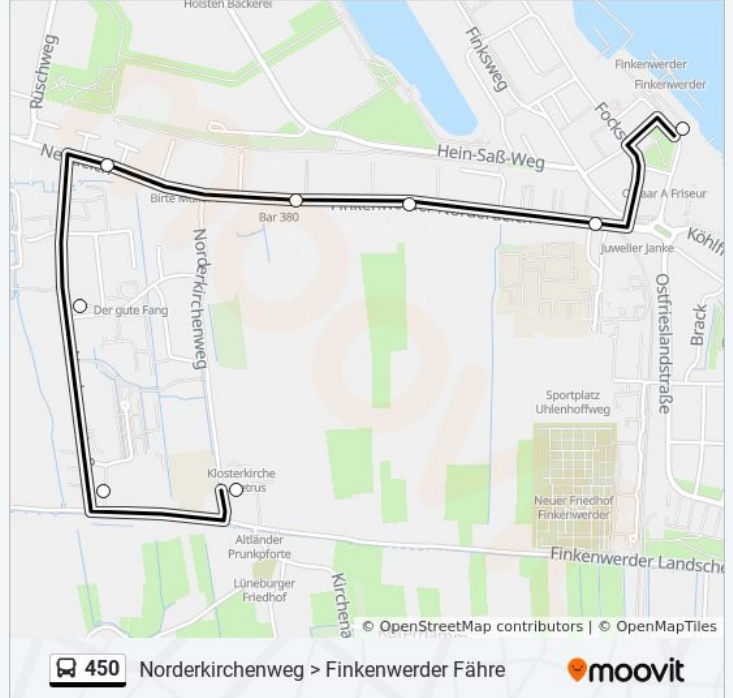 Holsten Bäckerei
Rüschweg
Finksweg
Finkenwerder
Finkenwerder
Hein-Saß-Weg
Bar 380
Juwelier Janke
Norderkirchenweg
Der gute Fang
Ostfrieslandstraße
Brack
Sportplatz
Uhlenhoffweg
Klosterkirche
Neuer Friedhof
Finkenwerder
Altländer
Prunkpforte
Finkenwerder Landsche
Lüneburger
Friedhof
Kirchena
© OpenStreetMap contributors | © OpenMapTiles
450 Norderkirchenweg > Finkenwerder Fähre
moovit